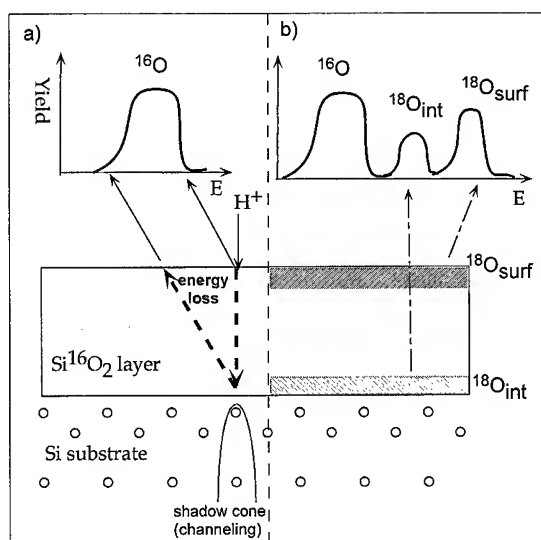 a)
b)
Yield
¹⁶O
E
H⁺
¹⁶O
¹⁸Oint
¹⁸Osurf
E
energy
loss
¹⁸Osurf
Si¹⁶O₂ layer
¹⁸Oint
Si substrate
shadow cone
(channeling)